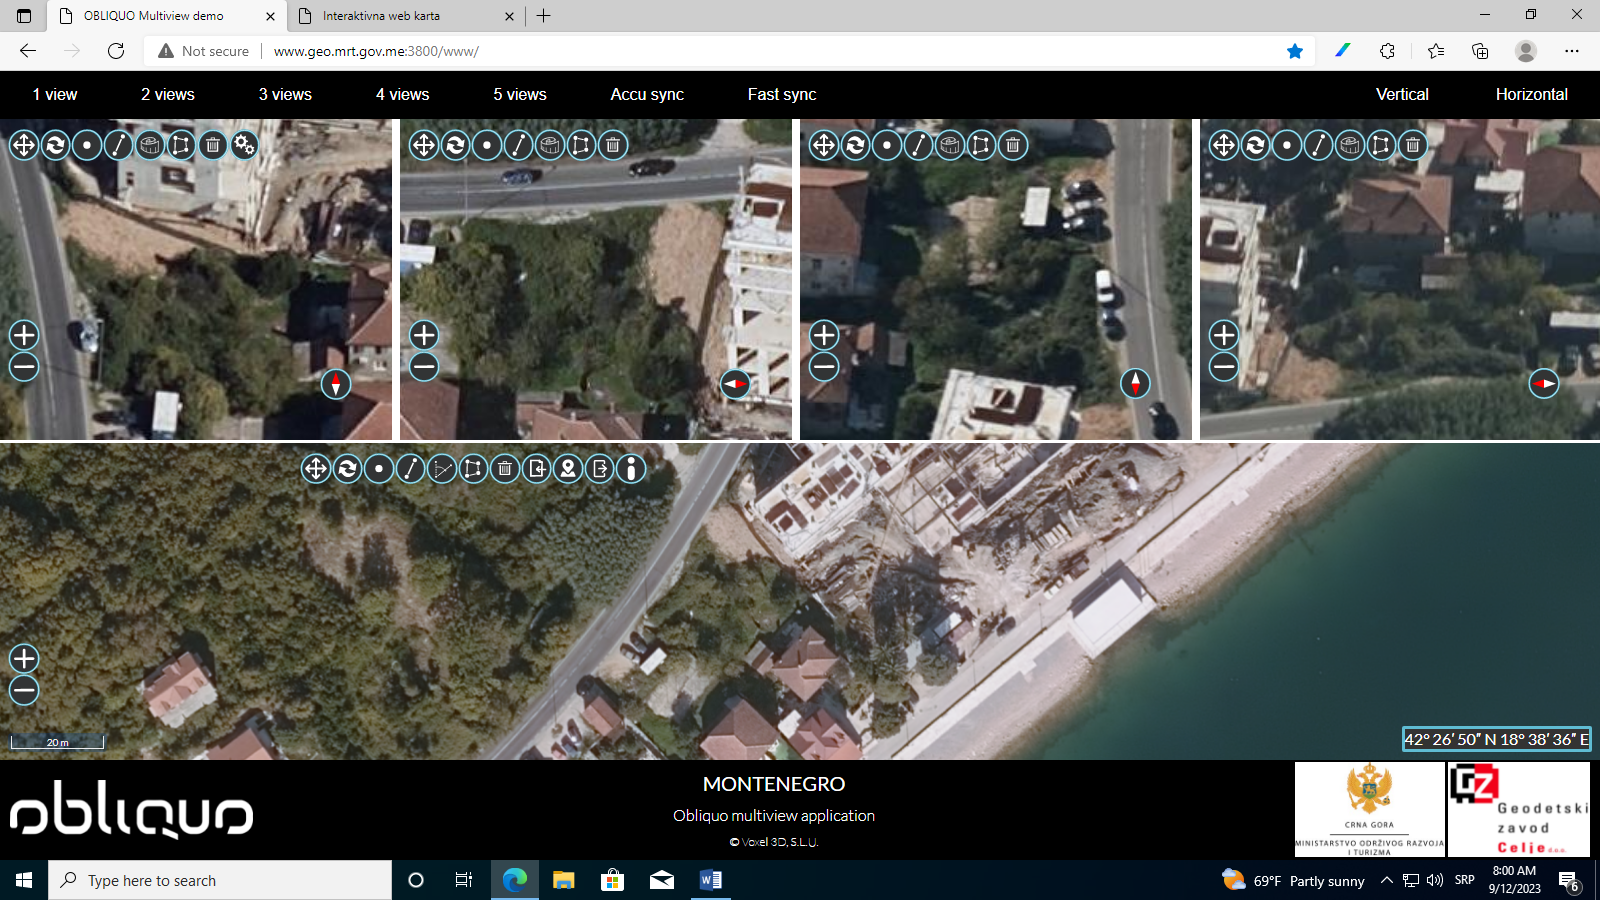 OBLIQUO Multiview demo
Interaktivna web karta
Not secure
www.geo.mrt.gov.me:3800/www/
1 view
2 views
3 views
4 views
5 views
Accu sync
Fast sync
Vertical
Horizontal
20 m
42° 26′ 50″ N 18° 38′ 36″ E
obliquo
MONTENEGRO
Obliquo multiview application
© Voxel 3D, S.L.U.
CRNA GORA
MINISTARSTVO ODRŽIVOG RAZVOJA
I TURIZMA
GZ
Geodetski
zavod
Celje d.o.o.
Type here to search
69°F Partly sunny
SRP
8:00 AM
9/12/2023
6